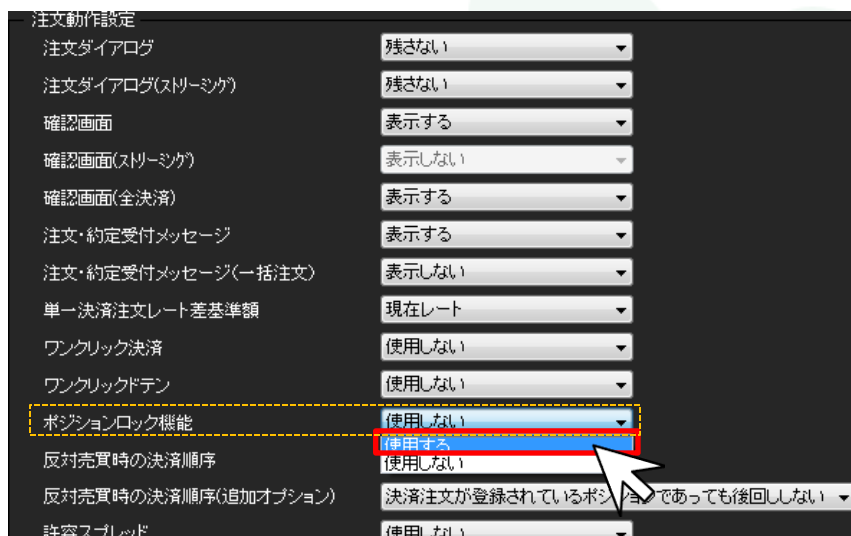 注文動作設定
注文ダイアログ 残さない
注文ダイアログ(ストリーミング) 残さない
確認画面 表示する
確認画面(ストリーミング) 表示しない
確認画面(全決済) 表示する
注文・約定受付メッセージ 表示する
注文・約定受付メッセージ(一括注文) 表示しない
単一決済注文レート差基準額 現在レート
ワンクリック決済 使用しない
ワンクリックドテン 使用しない
ポジションロック機能 使用しない
使用する
反対売買時の決済順序 使用しない
反対売買時の決済順序(追加オプション) 決済注文が登録されているポジションであっても後回ししない
許容スプレッド 使用しない